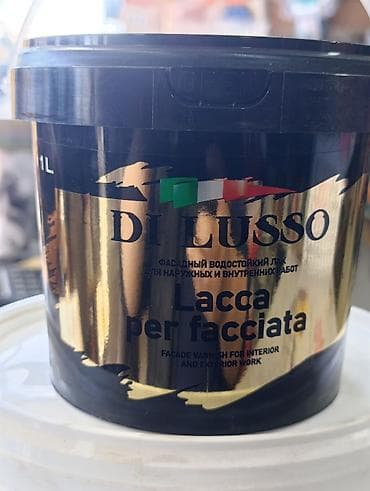 1L
DI LUSSO
ФАСАДНЫЙ ВОДОСТОЙКИЙ ЛАК
ДЛЯ НАРУЖНЫХ И ВНУТРЕННИХ РАБОТ
Lacca
per facciata
FACADE VARNISH FOR INTERIOR
AND EXTERIOR WORK